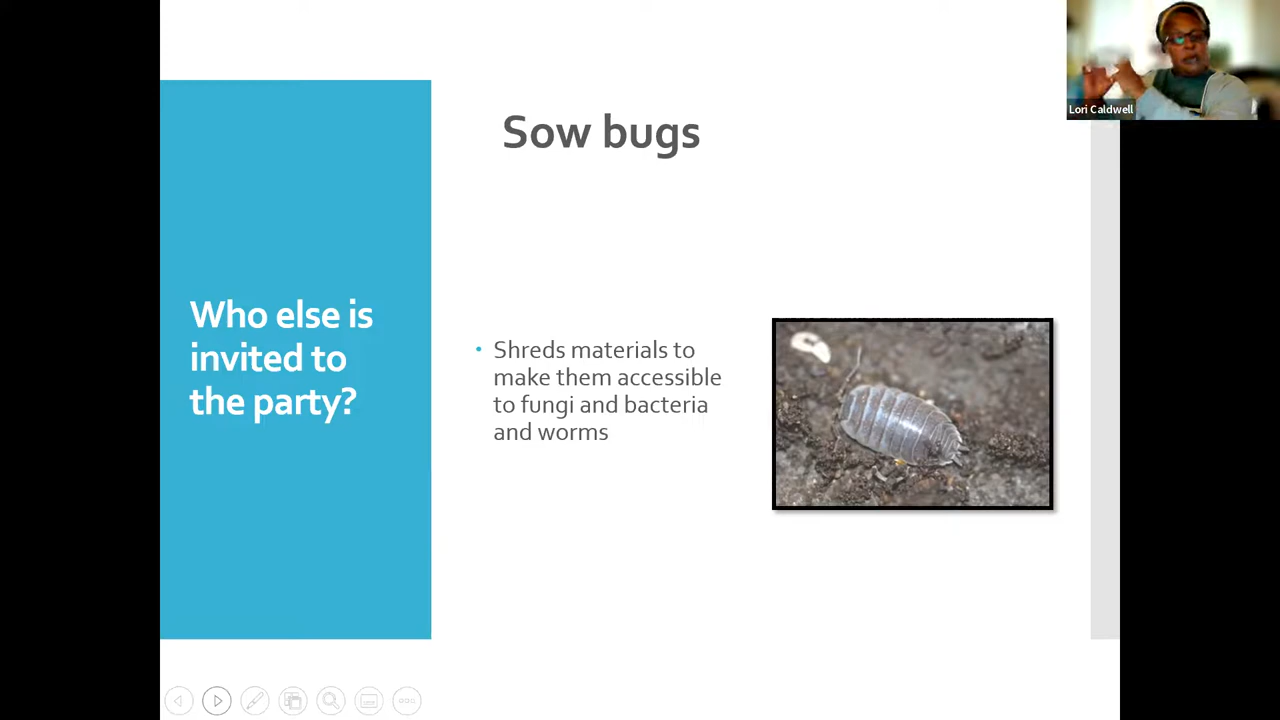 Sow bugs
Who else is
invited to
the party?
Shreds materials to
make them accessible
to fungi and bacteria
and worms
Lori Caldwell